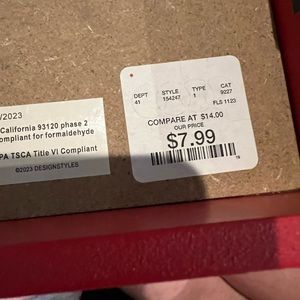 /2023
California 93120 phase 2
ompliant for formaldehyde
PA TSCA Title VI Compliant
©2023 DESIGNSTYLES
DEPT STYLE TYPE CAT
41 154247 1 9227
FLS 1123
COMPARE AT $14.00
OUR PRICE
$7.99